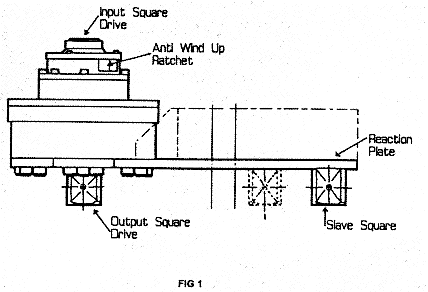 Input Square
Drive
Anti Wind Up
Ratchet
Reaction
Plate
Output Square
Drive
Slave Square
FIG 1